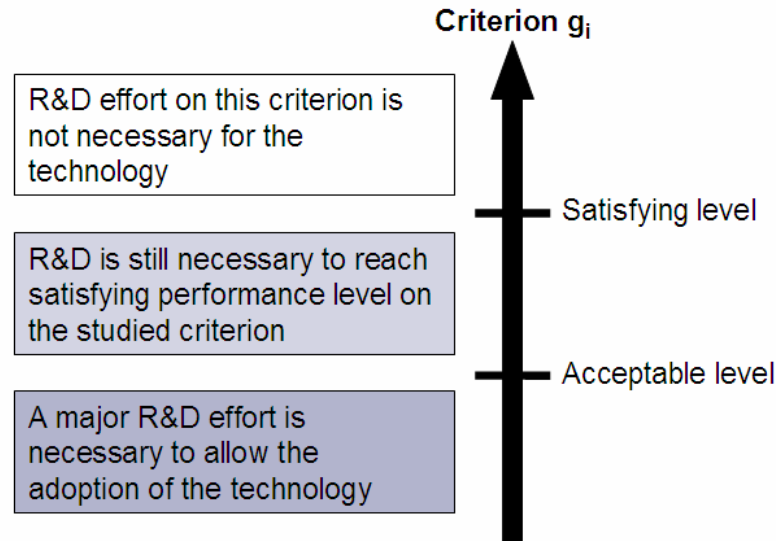 Criterion gi
R&D effort on this criterion is
not necessary for the
technology
Satisfying level
R&D is still necessary to reach
satisfying performance level on
the studied criterion
Acceptable level
A major R&D effort is
necessary to allow the
adoption of the technology